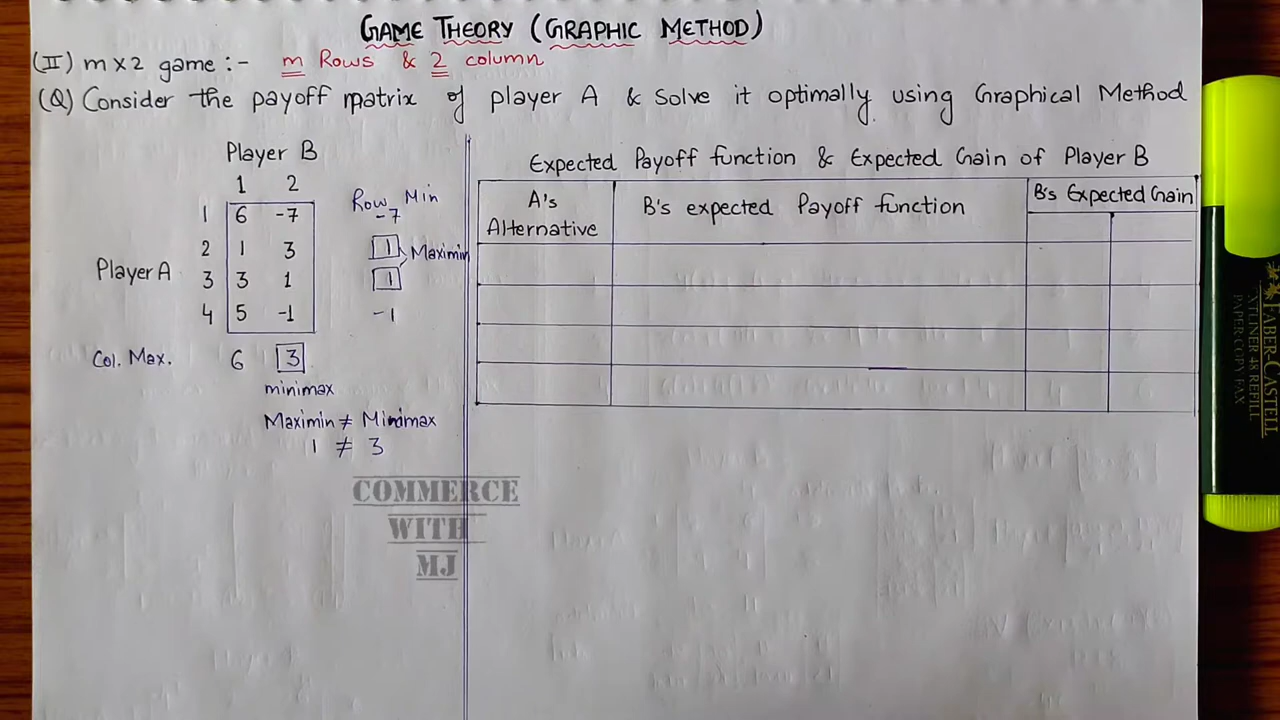 GAME THEORY (GRAPHIC METHOD)
(II) m x 2 game :- m Rows & 2 column
(Q) Consider the payoff matrix of player A & Solve it optimally using Graphical Method
Player B
1 2
Row Min
1 6 -7 -7
2 1 3 1 Maximin
Player A
3 3 1 1
4 5 -1 -1
Col. Max. 6 3
minimax
Maximin ≠ Minimax
1 ≠ 3
Expected Payoff function & Expected Gain of Player B
A's Alternative
B's expected Payoff function
B's Expected Gain
COMMERCE
WITH
MJ
FABER-CASTELL
TEXTLINER 48 REFILL
PAPER·COPY FAX